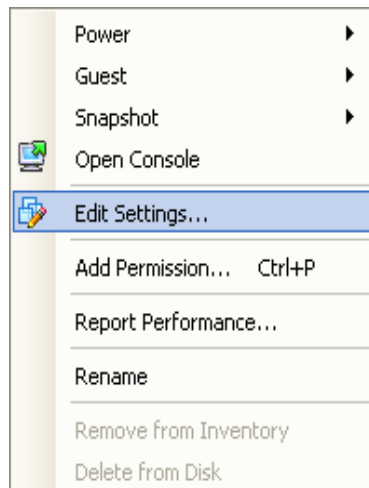 Power
Guest
Snapshot
Open Console
Edit Settings...
Add Permission... Ctrl+P
Report Performance...
Rename
Remove from Inventory
Delete from Disk